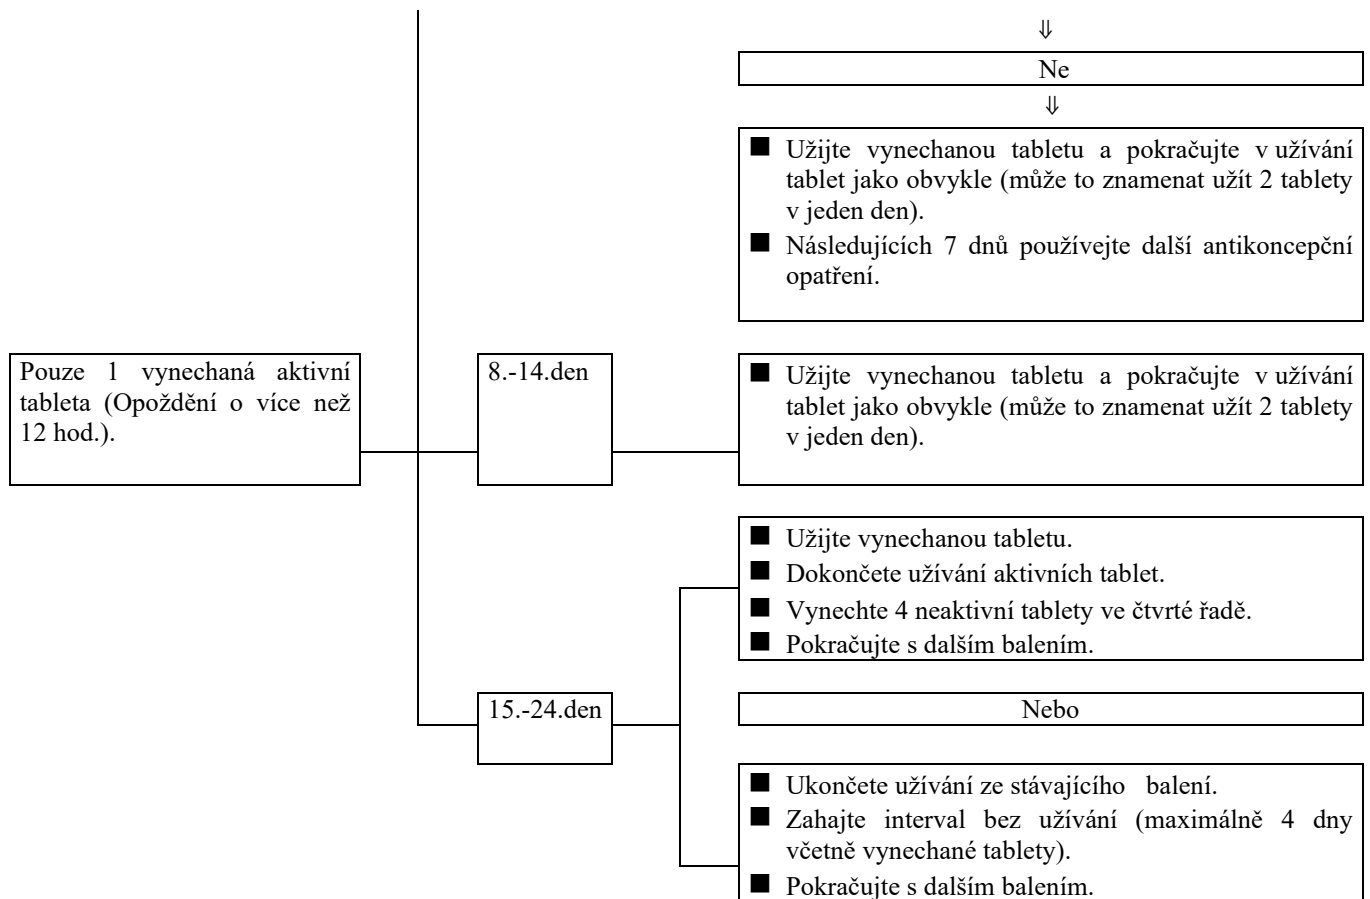 ⇓
Ne
⇓
■ Užijte vynechanou tabletu a pokračujte v užívání
tablet jako obvykle (může to znamenat užít 2 tablety
v jeden den).
■ Následujících 7 dnů používejte další antikoncepční
opatření.
Pouze 1 vynechaná aktivní
tableta (Opoždění o více než
12 hod.).
8.-14.den
■ Užijte vynechanou tabletu a pokračujte v užívání
tablet jako obvykle (může to znamenat užít 2 tablety
v jeden den).
■ Užijte vynechanou tabletu.
■ Dokončete užívání aktivních tablet.
■ Vynechte 4 neaktivní tablety ve čtvrté řadě.
■ Pokračujte s dalším balením.
15.-24.den
Nebo
■ Ukončete užívání ze stávajícího balení.
■ Zahajte interval bez užívání (maximálně 4 dny
včetně vynechané tablety).
■ Pokračujte s dalším balením.